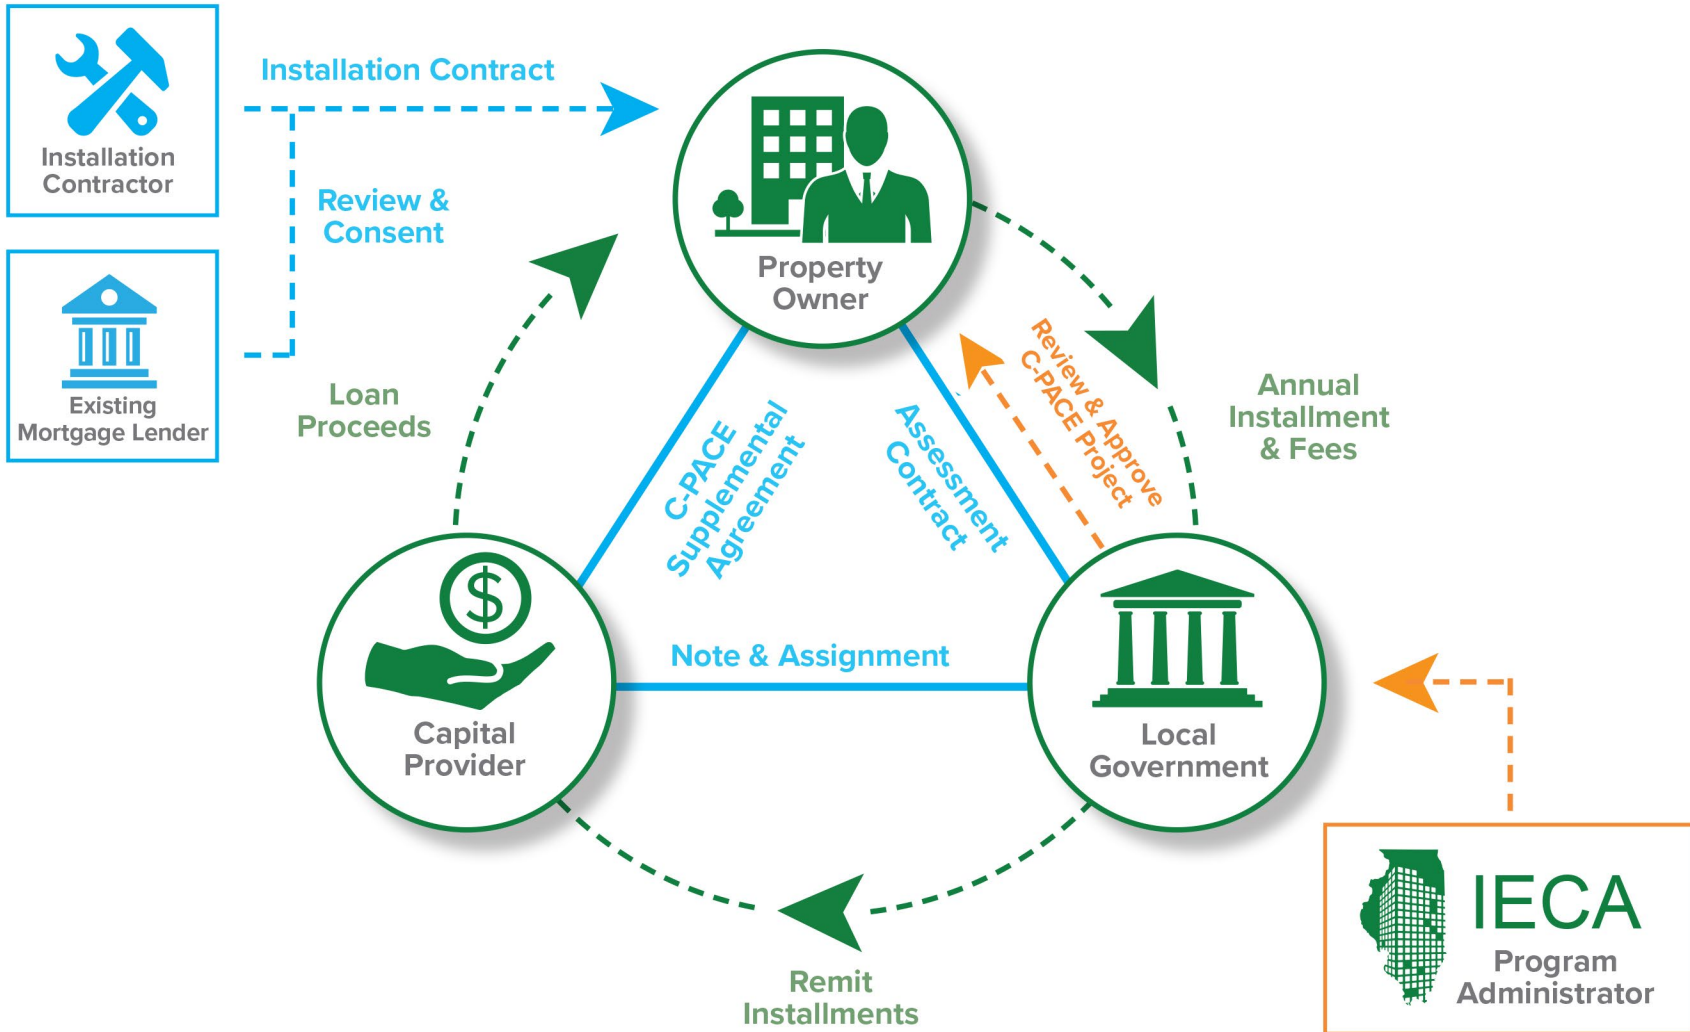 Installation
Contractor
Installation Contract
Review &
Consent
Existing
Mortgage Lender
Property
Owner
Loan
Proceeds
C-PACE
Supplemental
Agreement
Assessment
Contract
Review & Approve
C-PACE Project
Annual
Installment
& Fees
$
Capital
Provider
Note & Assignment
Local
Government
Remit
Installments
IECA
Program
Administrator